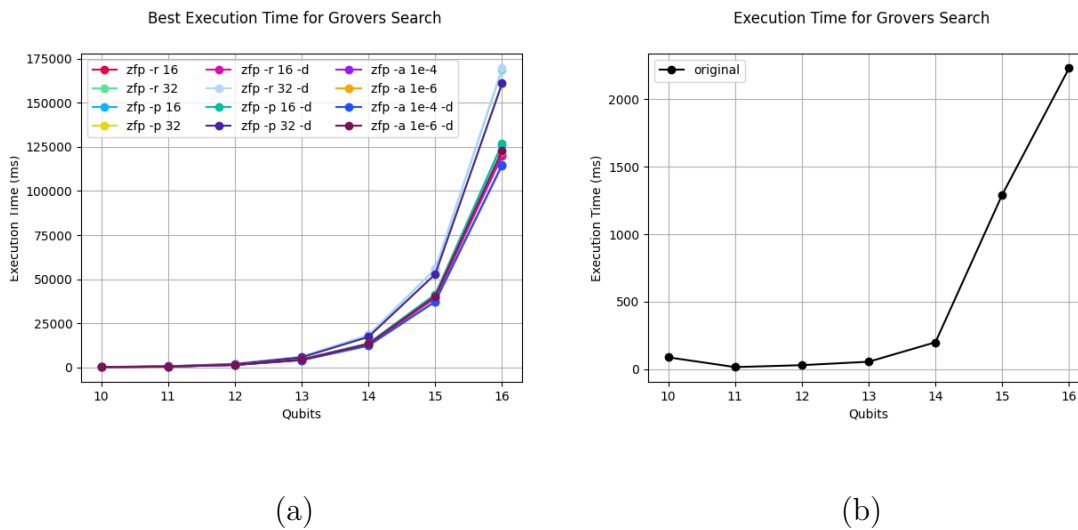 Best Execution Time for Grovers Search
Execution Time (ms)
175000
150000
125000
100000
75000
50000
25000
0
zfp -r 16
zfp -r 32
zfp -p 16
zfp -p 32
zfp -r 16 -d
zfp -r 32 -d
zfp -p 16 -d
zfp -p 32 -d
zfp -a 1e-4
zfp -a 1e-6
zfp -a 1e-4 -d
zfp -a 1e-6 -d
10 11 12 13 14 15 16
Qubits
(a)
Execution Time for Grovers Search
Execution Time (ms)
2000
1500
1000
500
0
original
10 11 12 13 14 15 16
Qubits
(b)